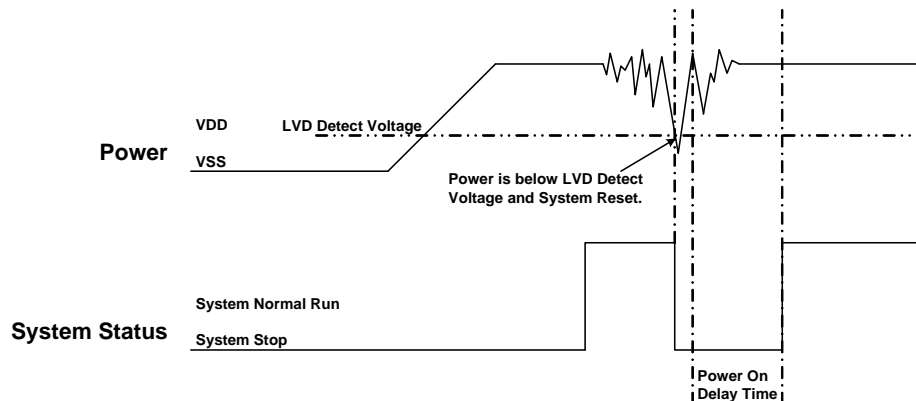 VDD
LVD Detect Voltage
Power
VSS
Power is below LVD Detect
Voltage and System Reset.
System Normal Run
System Status
System Stop
Power On
Delay Time